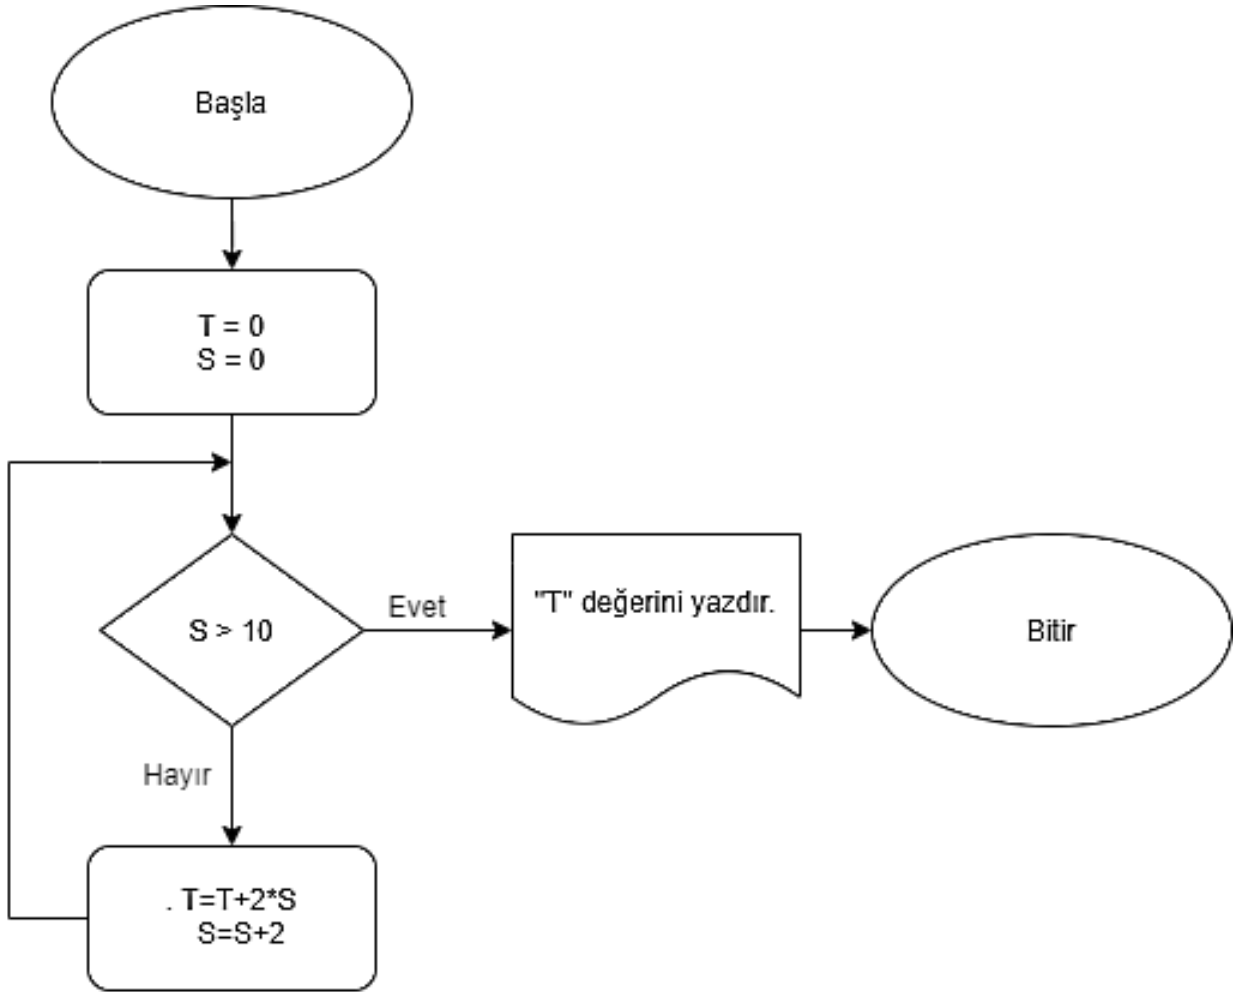 Başla
T = 0
S = 0
S > 10
Evet
"T" değerini yazdır.
Bitir
Hayır
. T=T+2*S
S=S+2